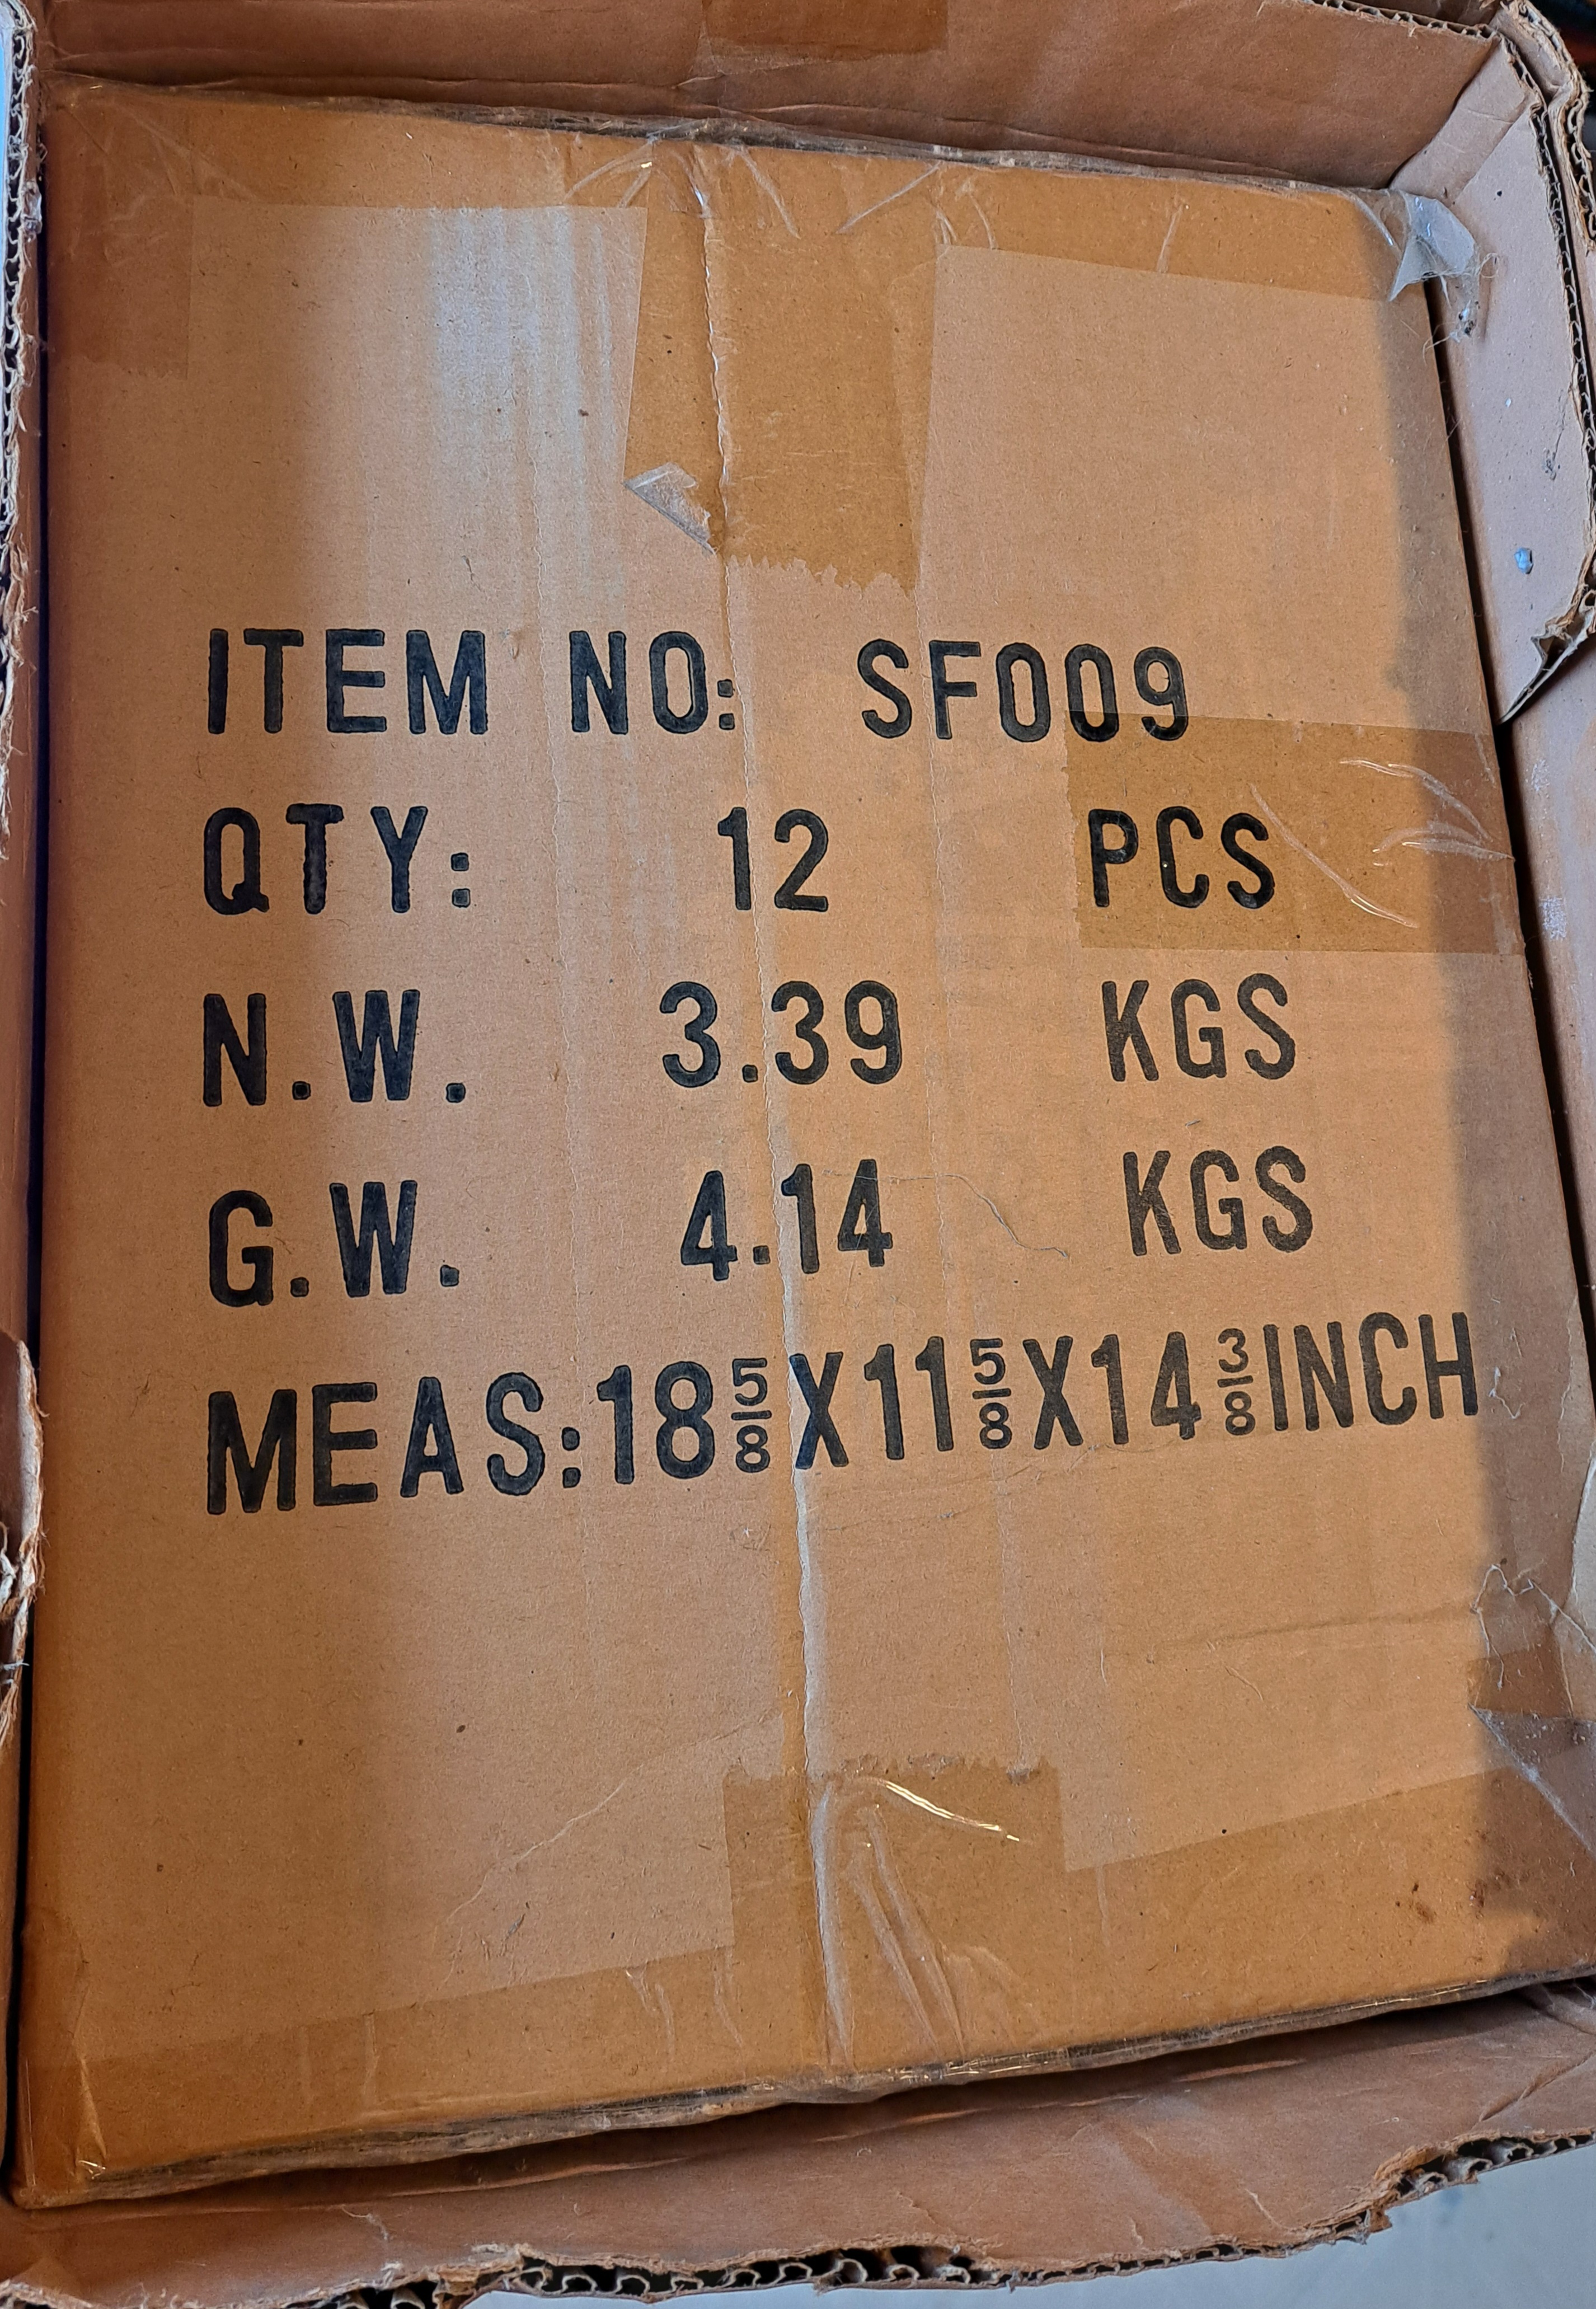 ITEM NO: SF009
QTY: 12 PCS
N.W. 3.39 KGS
G.W. 4.14 KGS
MEAS:18 5/8 X11 5/8 X14 3/8 INCH